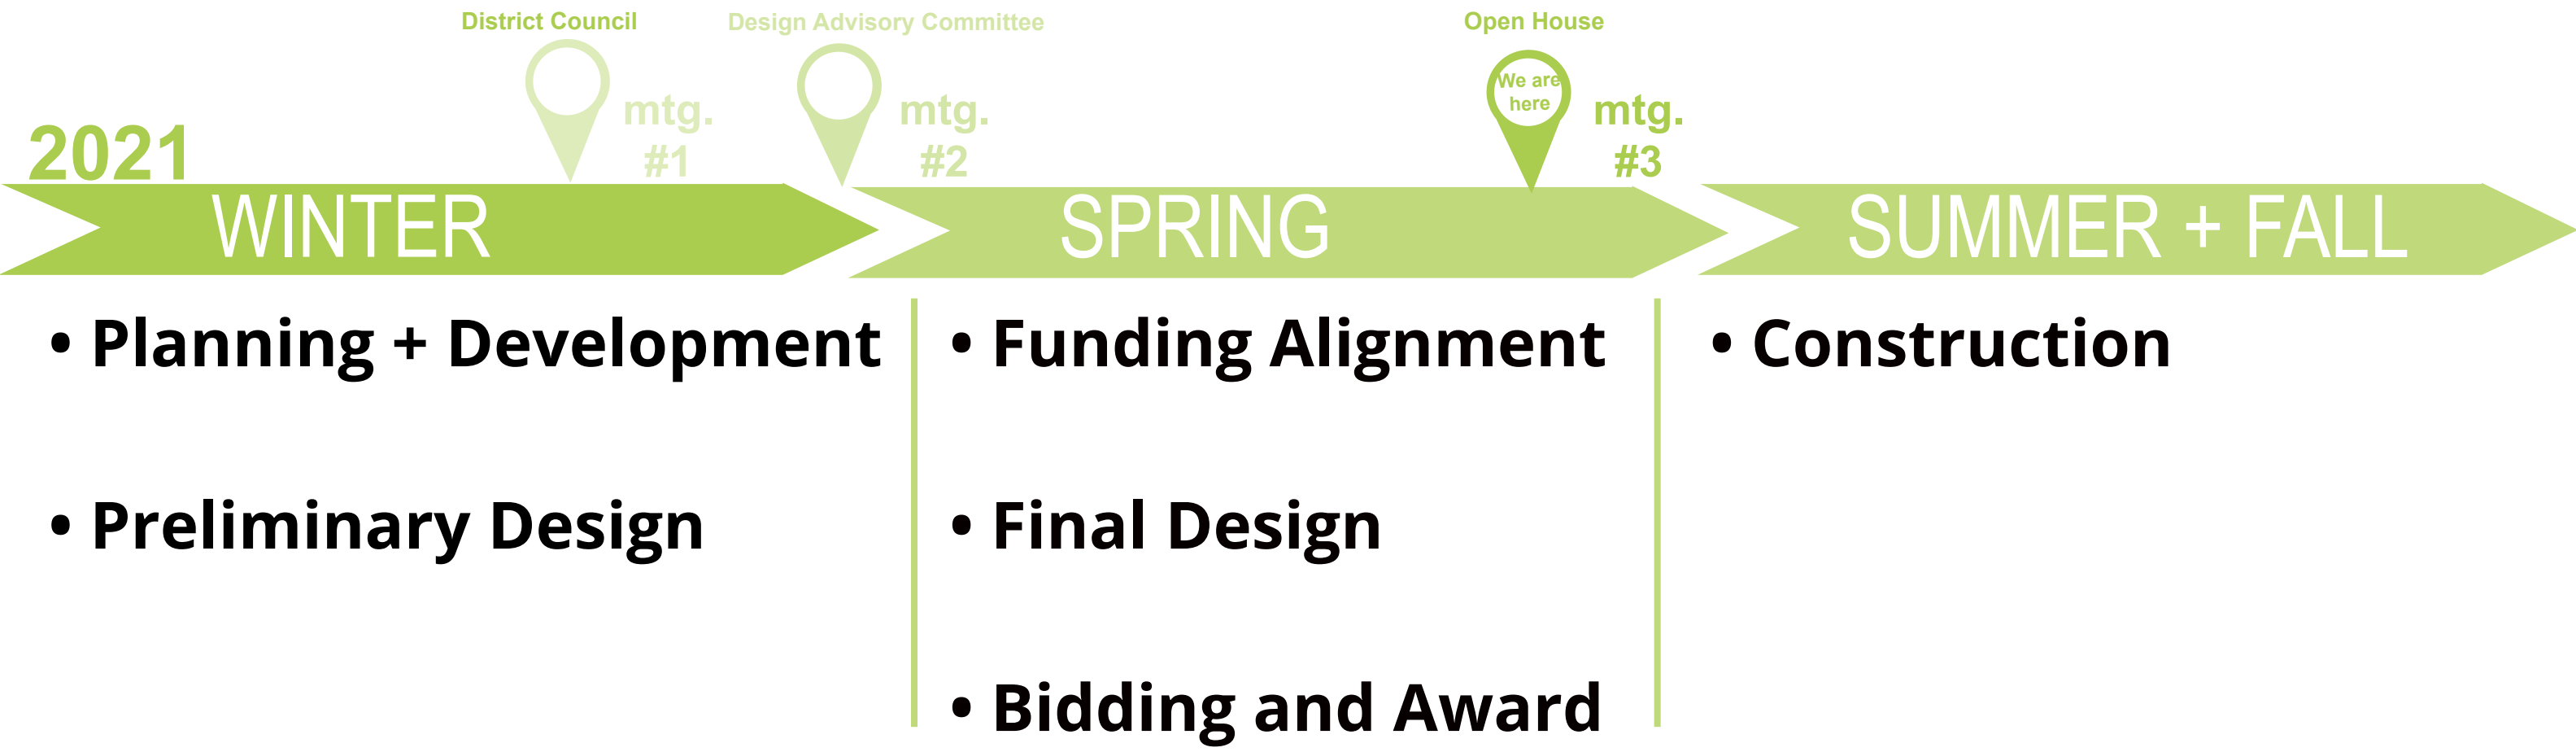 District Council
Design Advisory Committee
Open House
We are
here
mtg.
#1
mtg.
#2
mtg.
#3
2021
WINTER
SPRING
SUMMER + FALL
• Planning + Development
• Preliminary Design
• Funding Alignment
• Final Design
• Bidding and Award
• Construction